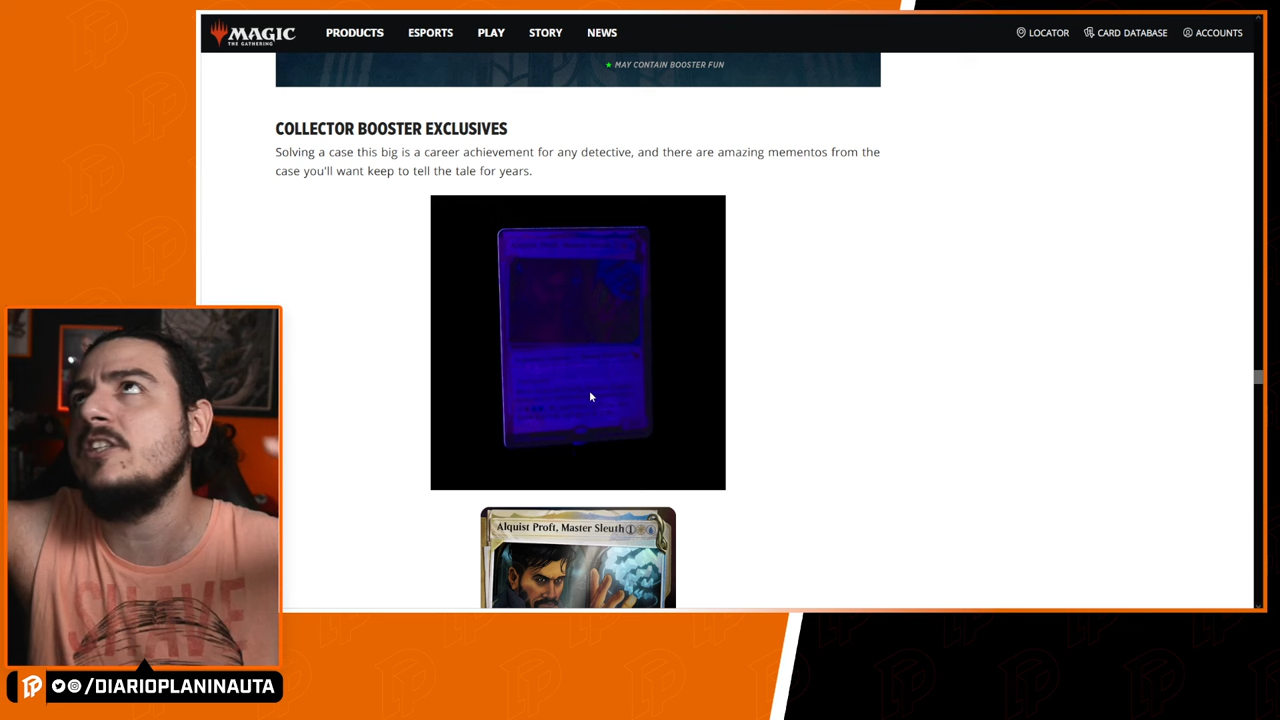 MAGIC
THE GATHERING
PRODUCTS ESPORTS PLAY STORY NEWS
LOCATOR CARD DATABASE ACCOUNTS
★ MAY CONTAIN BOOSTER FUN
COLLECTOR BOOSTER EXCLUSIVES
Solving a case this big is a career achievement for any detective, and there are amazing mementos from the
case you'll want keep to tell the tale for years.
Alquist Proft, Master Sleuth 1
SHAVE
/DIARIOPLANINAUTA